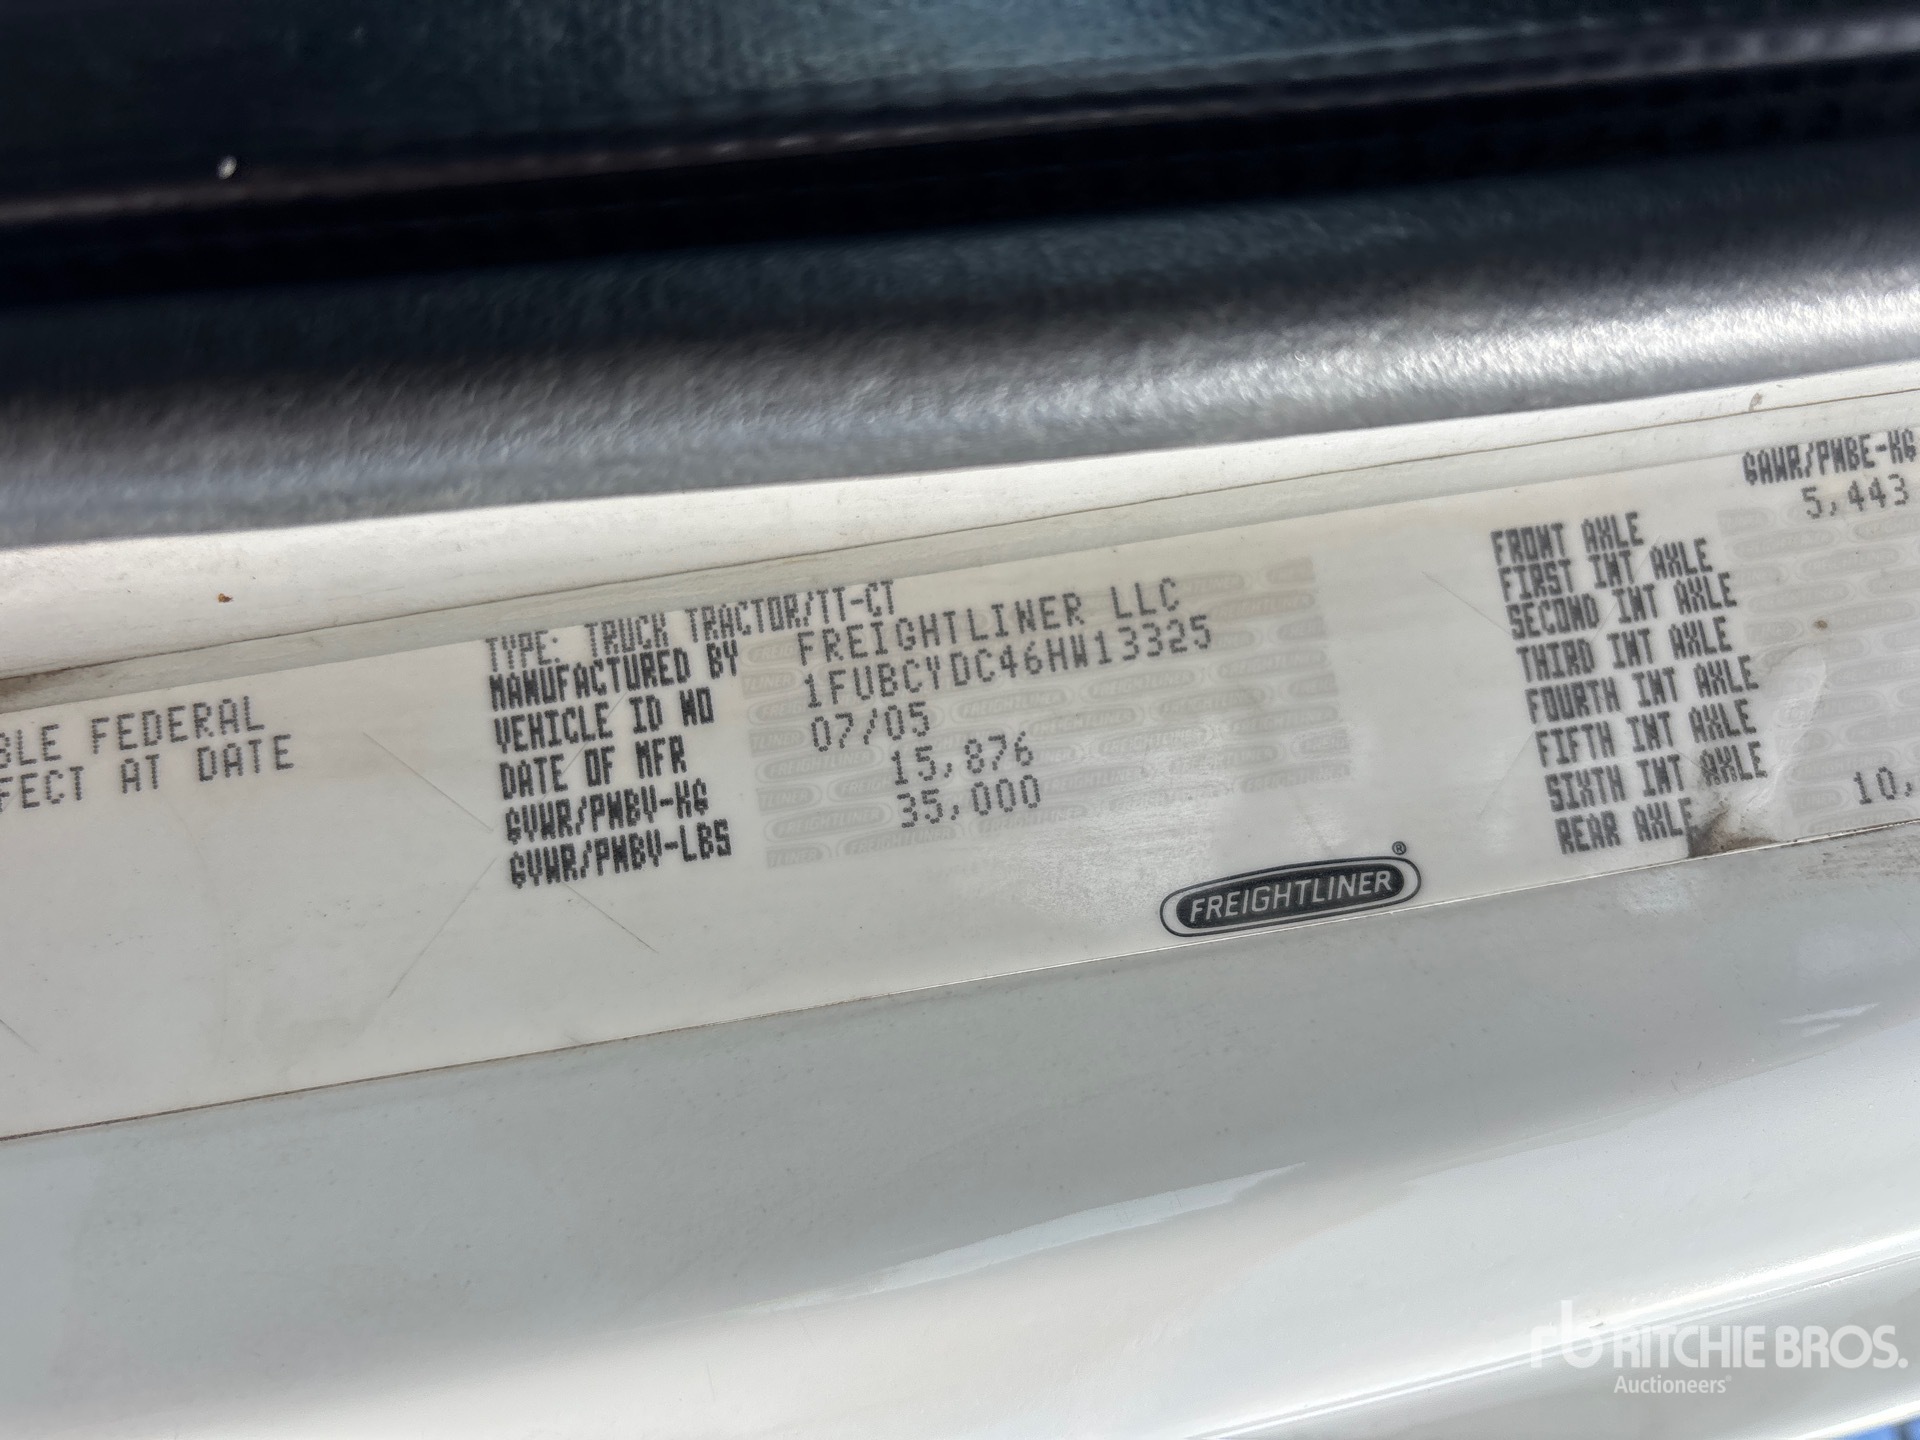 BLE FEDERAL
FECT AT DATE
TYPE: TRUCK TRACTOR/TT-CT
MANUFACTURED BY FREIGHTLINER LLC
VEHICLE ID NO 1FUBCYDC46HW13325
DATE OF MFR 07/05
GVWR/PNBV-KG 15,876
GVWR/PNBV-LBS 35,000
FREIGHTLINER®
GAWR/PNBE-KG
FRONT AXLE 5,443
FIRST INT AXLE
SECOND INT AXLE
THIRD INT AXLE
FOURTH INT AXLE
FIFTH INT AXLE
SIXTH INT AXLE
REAR AXLE 10,
rb RITCHIE BROS.
Auctioneers